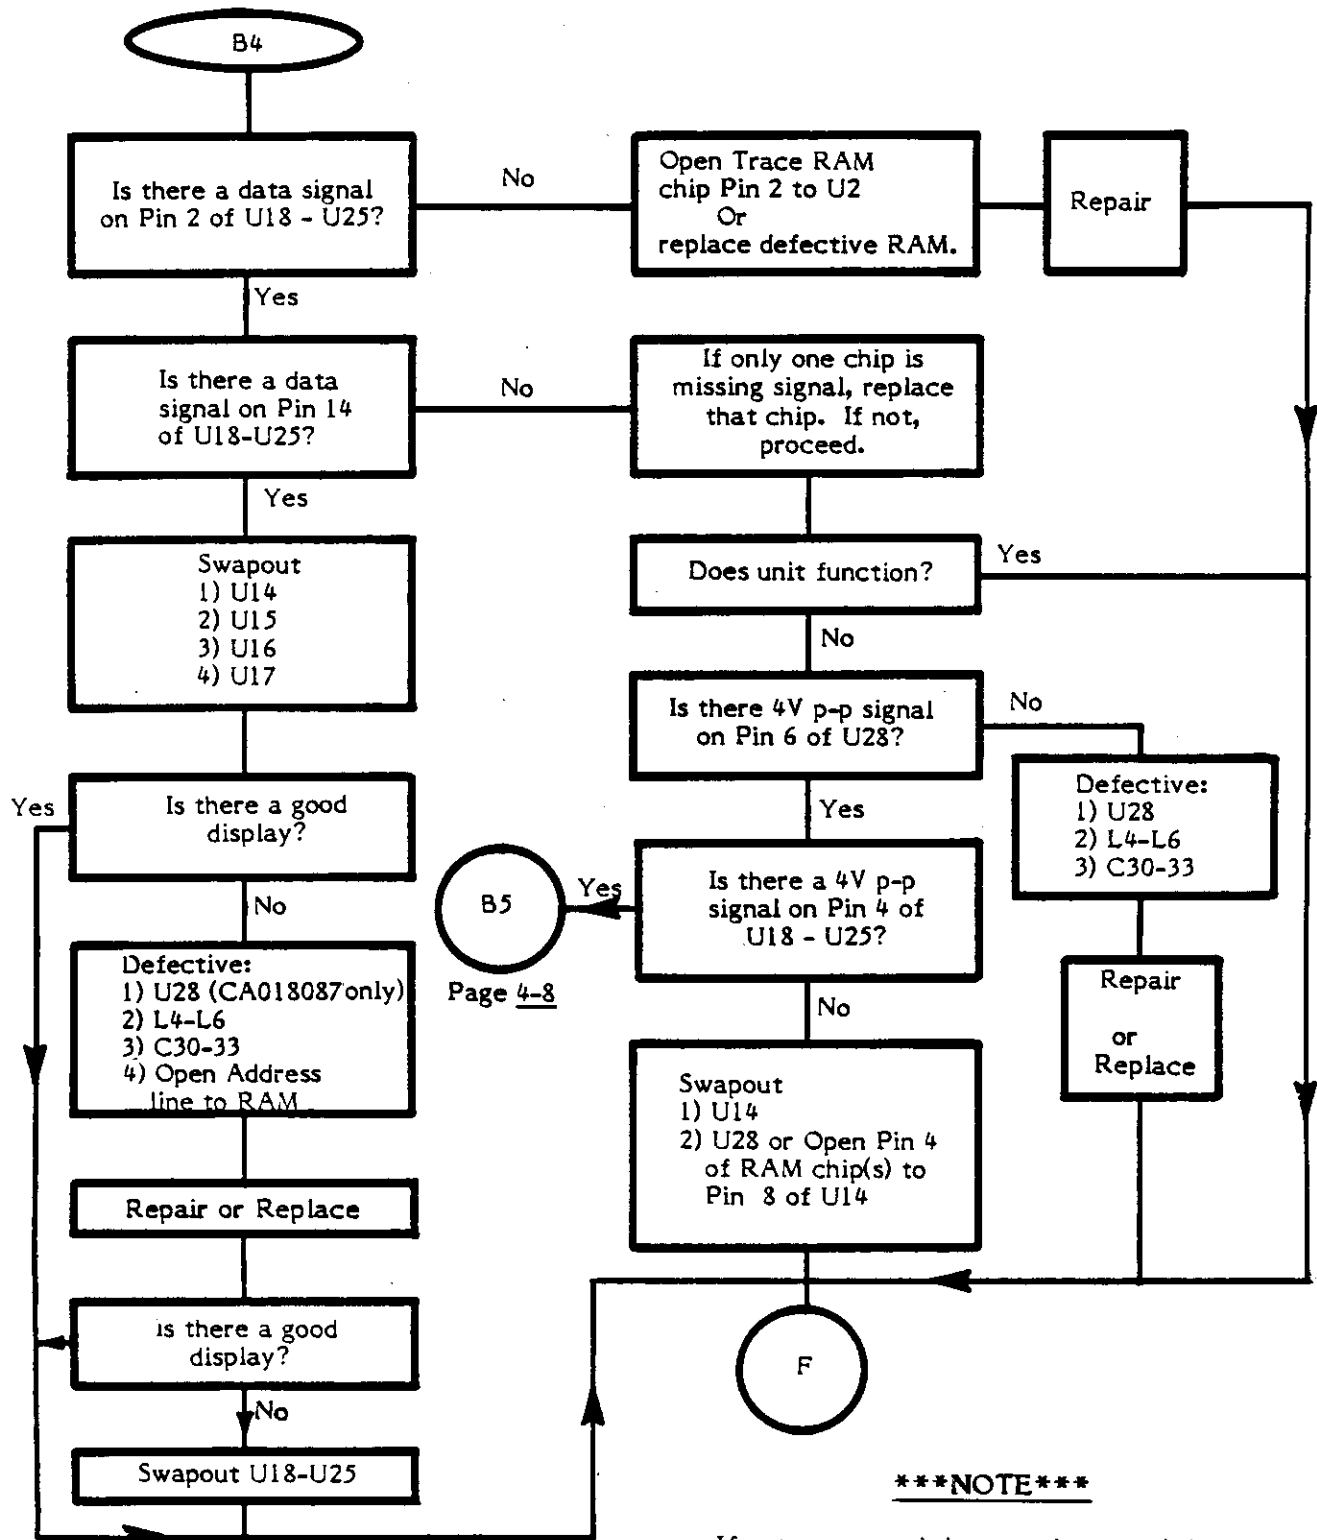 B4
Is there a data signal
on Pin 2 of U18 - U25?
No
Open Trace RAM
chip Pin 2 to U2
Or
replace defective RAM.
Repair
Yes
Is there a data
signal on Pin 14
of U18-U25?
No
If only one chip is
missing signal, replace
that chip. If not,
proceed.
Yes
Swapout
1) U14
2) U15
3) U16
4) U17
Does unit function?
Yes
No
Is there 4V p-p signal
on Pin 6 of U28?
No
Defective:
1) U28
2) L4-L6
3) C30-33
Repair
or
Replace
Yes
Is there a good
display?
Yes
No
Yes
Is there a 4V p-p
signal on Pin 4 of
U18 - U25?
B5
Page 4-8
Defective:
1) U28 (CA018087 only)
2) L4-L6
3) C30-33
4) Open Address
line to RAM
No
Swapout
1) U14
2) U28 or Open Pin 4
of RAM chip(s) to
Pin 8 of U14
Repair or Replace
Is there a good
display?
No
Swapout U18-U25
F
***NOTE***